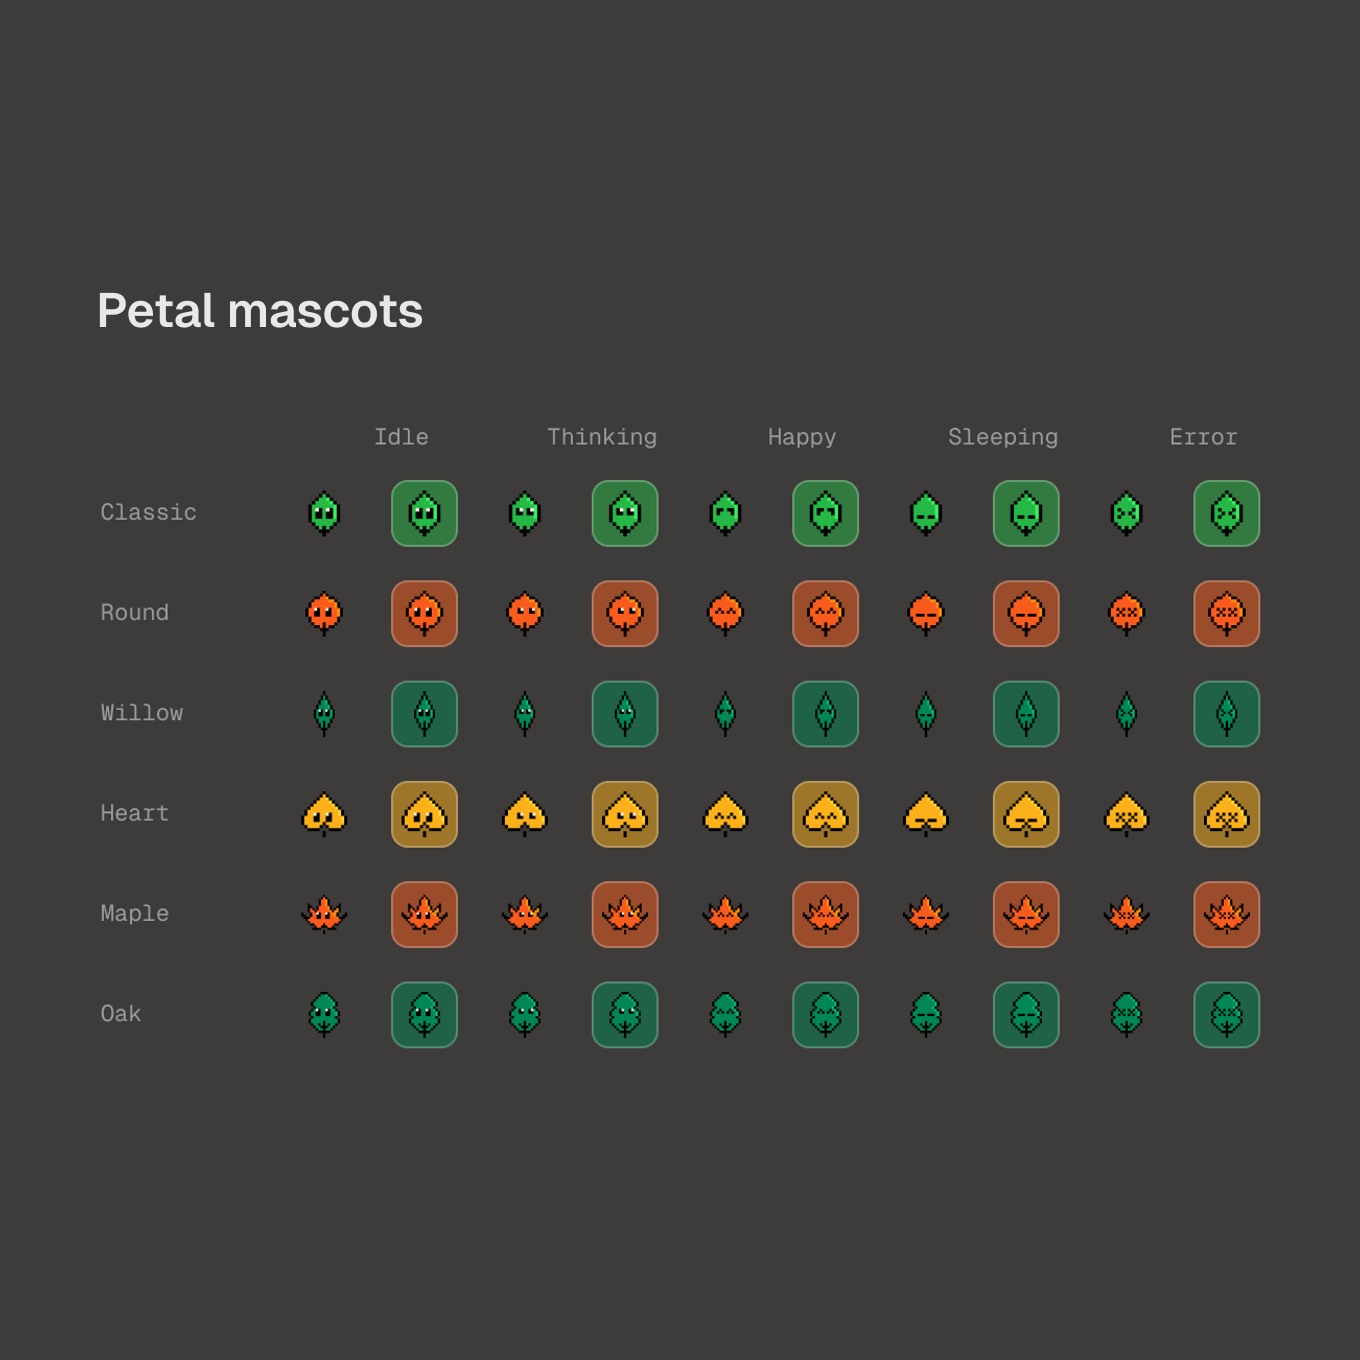 Petal mascots
Idle Thinking Happy Sleeping Error
Classic
Round
Willow
Heart
Maple
Oak